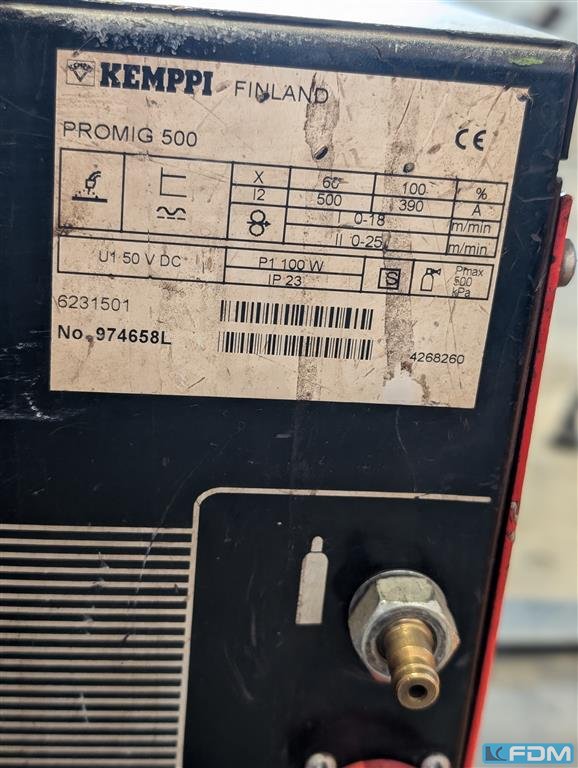 KEMPPI FINLAND
PROMIG 500
CE
X 60 100 %
I2 500 390 A
I 0-18 m/min
II 0-25 m/min
U1 50 V DC P1 100 W S Pmax 500 kPa
IP 23
6231501
No. 974658L
4268260
FDM